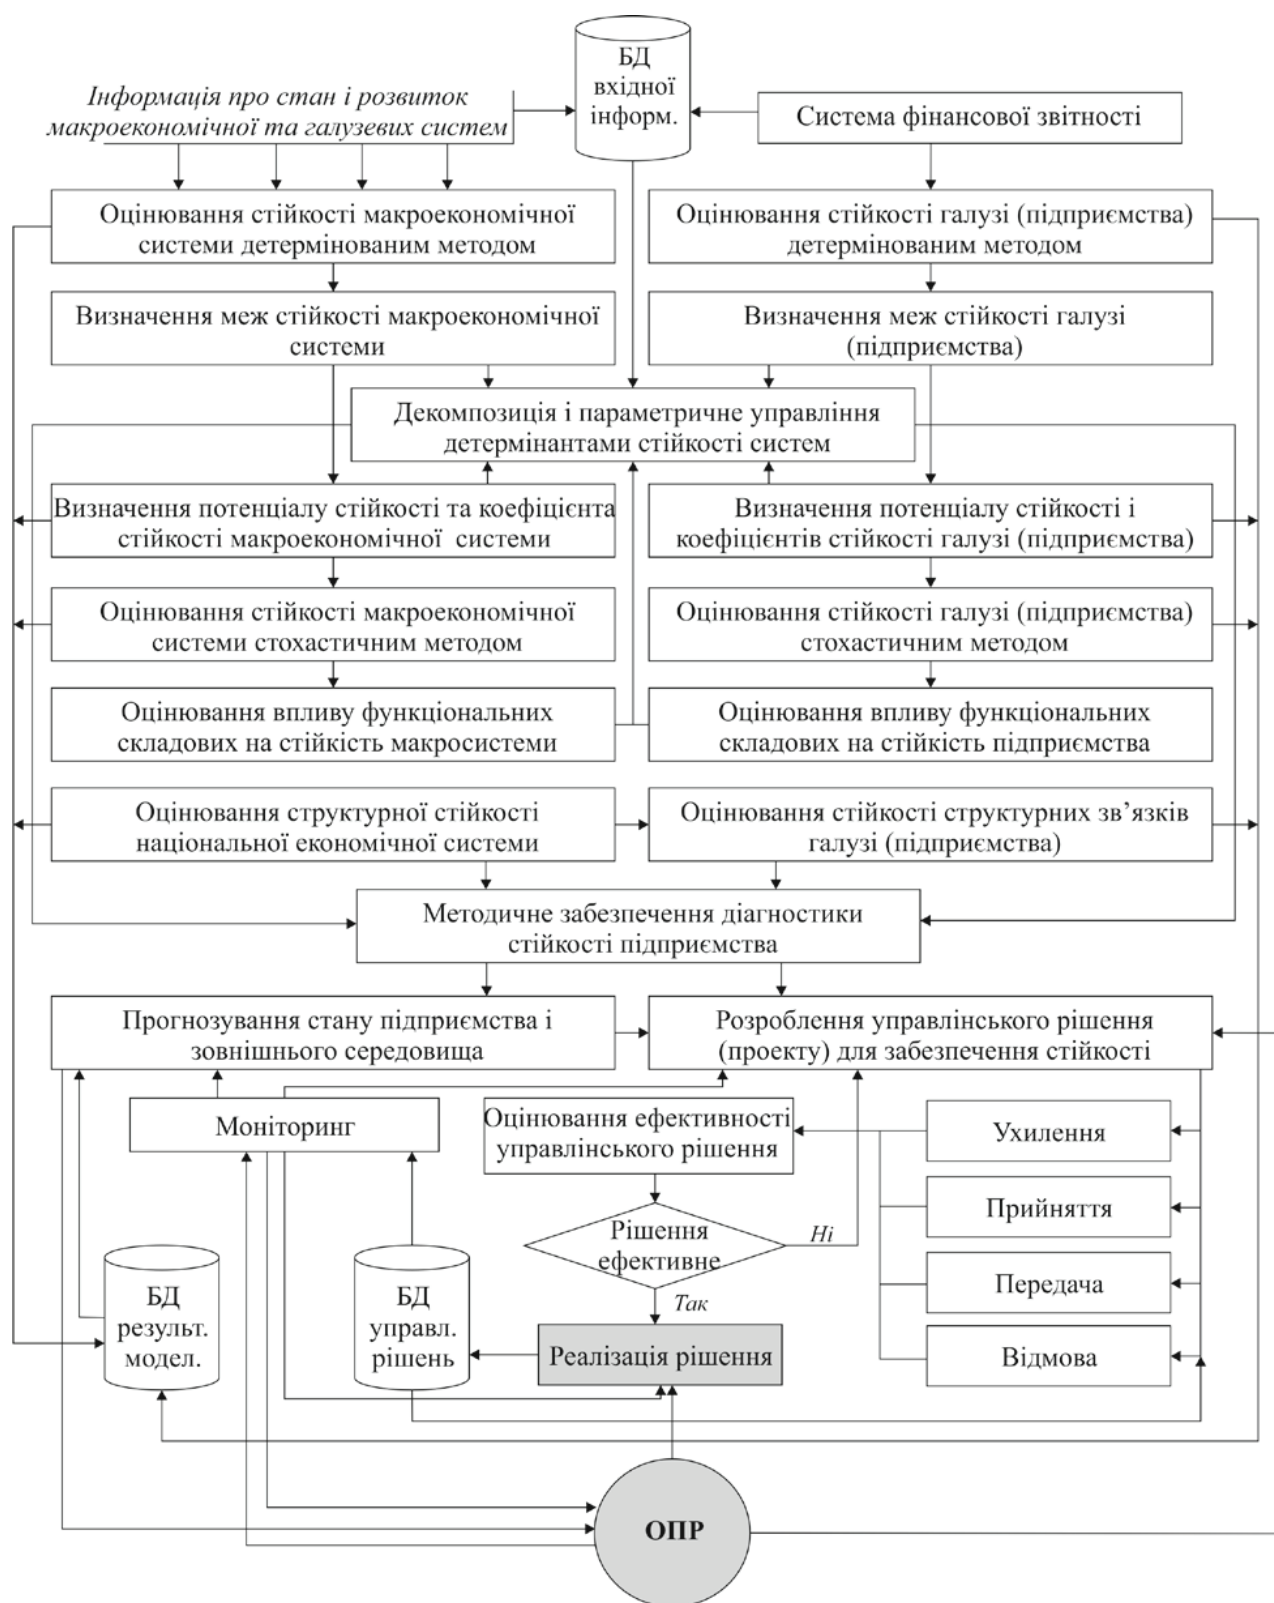 БД
вхідної
інформ.
Інформація про стан і розвиток
макроекономічної та галузевих систем
Система фінансової звітності
Оцінювання стійкості макроекономічної
системи детермінованим методом
Оцінювання стійкості галузі (підприємства)
детермінованим методом
Визначення меж стійкості макроекономічної
системи
Визначення меж стійкості галузі
(підприємства)
Декомпозиція і параметричне управління
детермінантами стійкості систем
Визначення потенціалу стійкості та коефіцієнта
стійкості макроекономічної системи
Визначення потенціалу стійкості і
коефіцієнтів стійкості галузі (підприємства)
Оцінювання стійкості макроекономічної
системи стохастичним методом
Оцінювання стійкості галузі (підприємства)
стохастичним методом
Оцінювання впливу функціональних
складових на стійкість макросистеми
Оцінювання впливу функціональних
складових на стійкість підприємства
Оцінювання структурної стійкості
національної економічної системи
Оцінювання стійкості структурних зв’язків
галузі (підприємства)
Методичне забезпечення діагностики
стійкості підприємства
Прогнозування стану підприємства і
зовнішнього середовища
Розроблення управлінського рішення
(проекту) для забезпечення стійкості
Моніторинг
Оцінювання ефективності
управлінського рішення
Ухилення
Прийняття
Передача
Відмова
Рішення
ефективне
Ні
Так
БД
результ.
модел.
БД
управл.
рішень
Реалізація рішення
ОПР